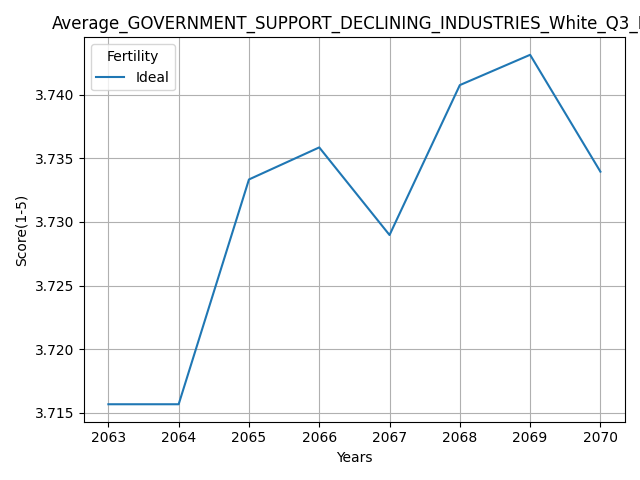 Average_GOVERNMENT_SUPPORT_DECLINING_INDUSTRIES_White_Q3_
Fertility
Ideal
3.740
3.735
3.730
3.725
3.720
3.715
Score(1-5)
2063 2064 2065 2066 2067 2068 2069 2070
Years